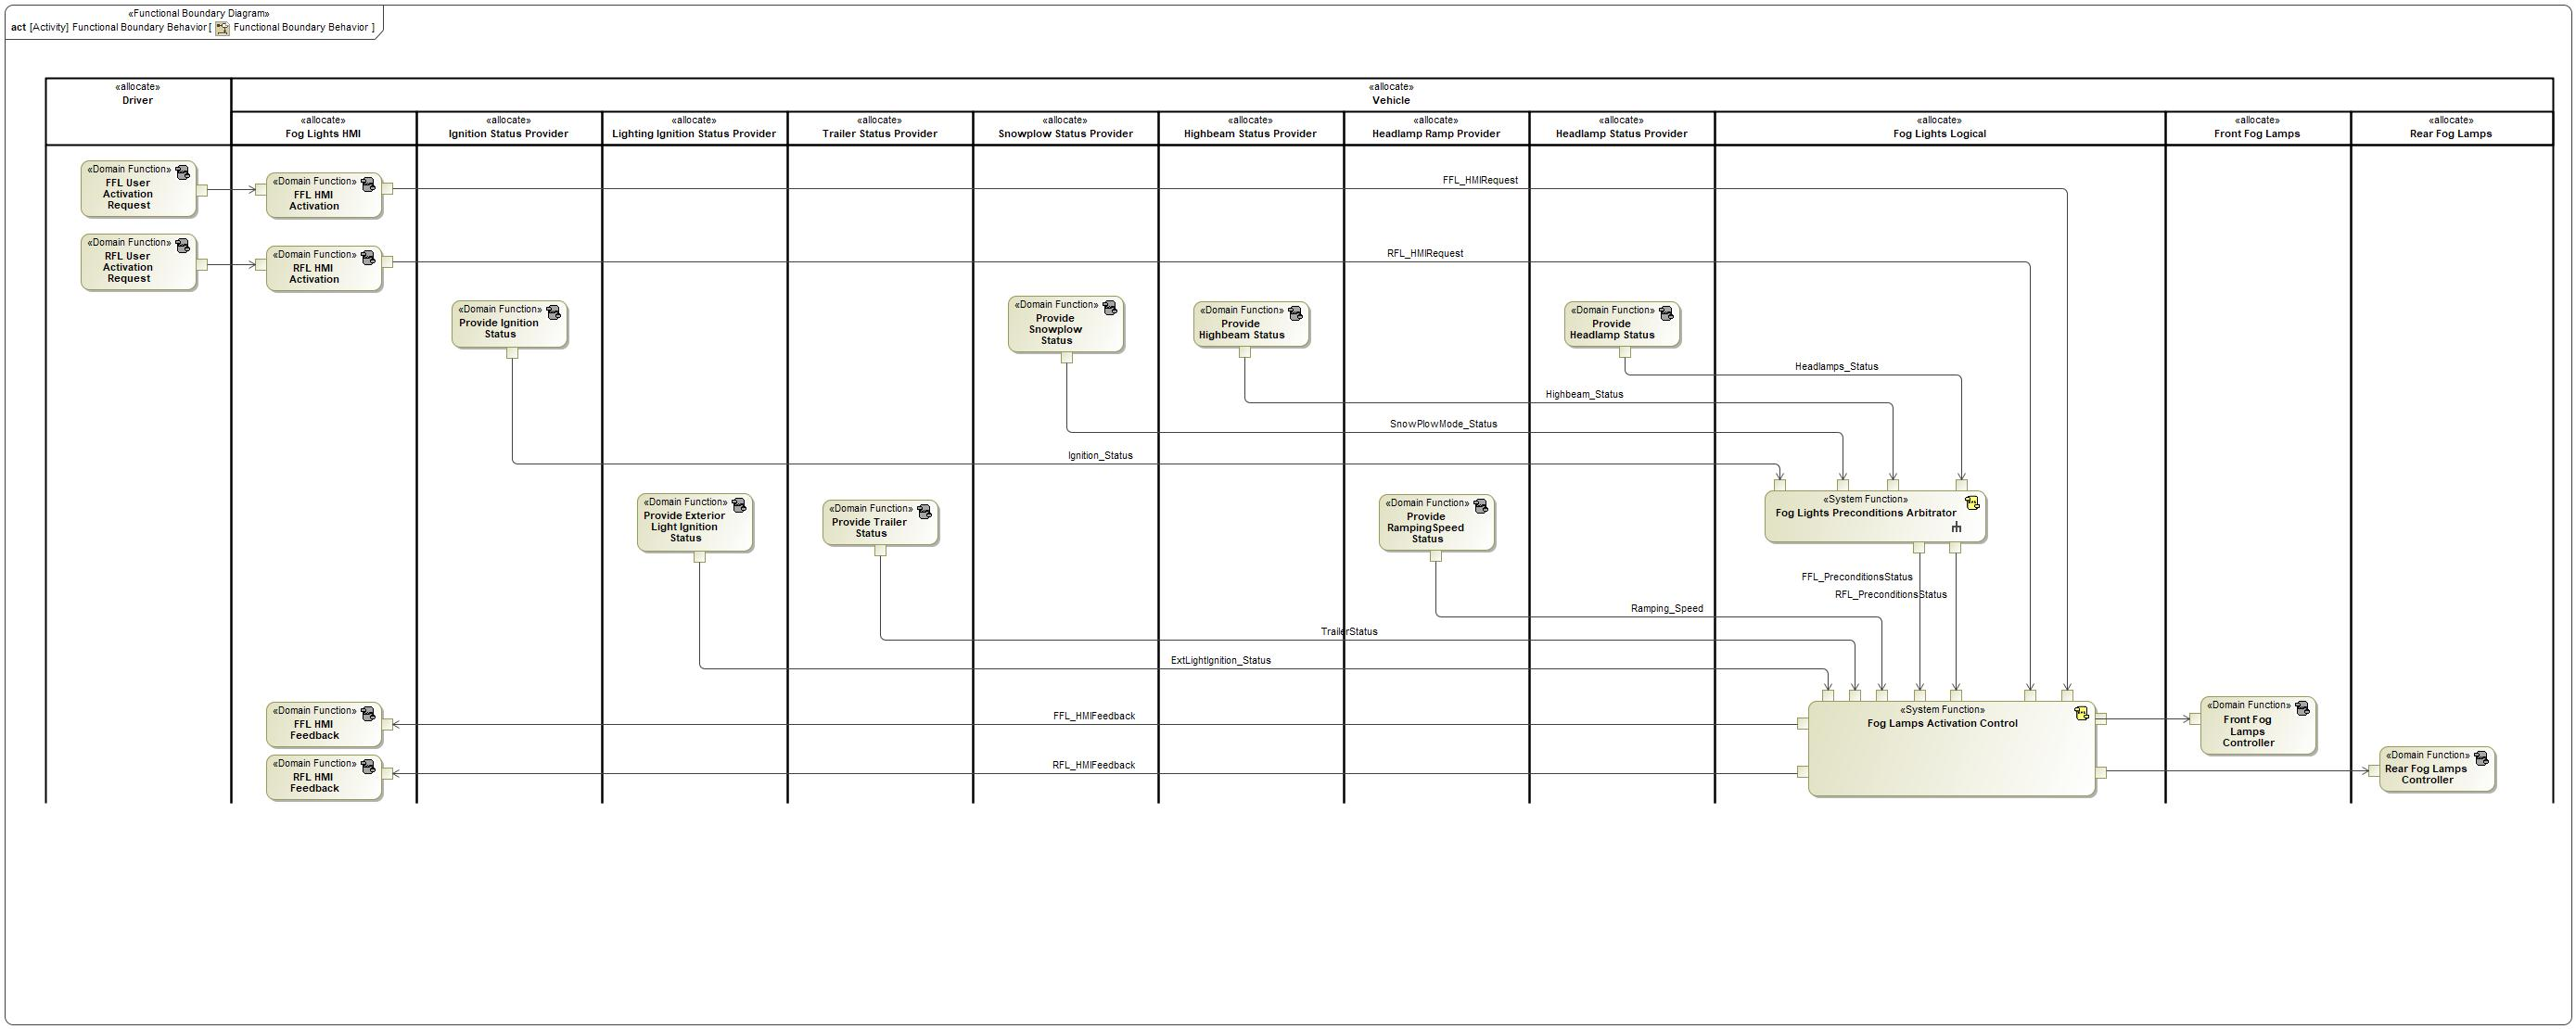 «Functional Boundary Diagram»
act [Activity] Functional Boundary Behavior [ Functional Boundary Behavior ]
«allocate»
Driver
«allocate»
Vehicle
«allocate»
Fog Lights HMI
«allocate»
Ignition Status Provider
«allocate»
Lighting Ignition Status Provider
«allocate»
Trailer Status Provider
«allocate»
Snowplow Status Provider
«allocate»
Highbeam Status Provider
«allocate»
Headlamp Ramp Provider
«allocate»
Headlamp Status Provider
«allocate»
Fog Lights Logical
«allocate»
Front Fog Lamps
«allocate»
Rear Fog Lamps
«Domain Function»
FFL User
Activation
Request
«Domain Function»
FFL HMI
Activation
FFL_HMIRequest
«Domain Function»
RFL User
Activation
Request
«Domain Function»
RFL HMI
Activation
RFL_HMIRequest
«Domain Function»
Provide Ignition
Status
«Domain Function»
Provide
Snowplow
Status
«Domain Function»
Provide
Highbeam Status
«Domain Function»
Provide
Headlamp Status
Headlamps_Status
Highbeam_Status
SnowPlowMode_Status
Ignition_Status
«Domain Function»
Provide Exterior
Light Ignition
Status
«Domain Function»
Provide Trailer
Status
«Domain Function»
Provide
RampingSpeed
Status
«System Function»
Fog Lights Preconditions Arbitrator
FFL_PreconditionsStatus
RFL_PreconditionsStatus
Ramping_Speed
TrailerStatus
ExtLightIgnition_Status
«Domain Function»
FFL HMI
Feedback
FFL_HMIFeedback
«System Function»
Fog Lamps Activation Control
«Domain Function»
Front Fog
Lamps
Controller
«Domain Function»
RFL HMI
Feedback
RFL_HMIFeedback
«Domain Function»
Rear Fog Lamps
Controller